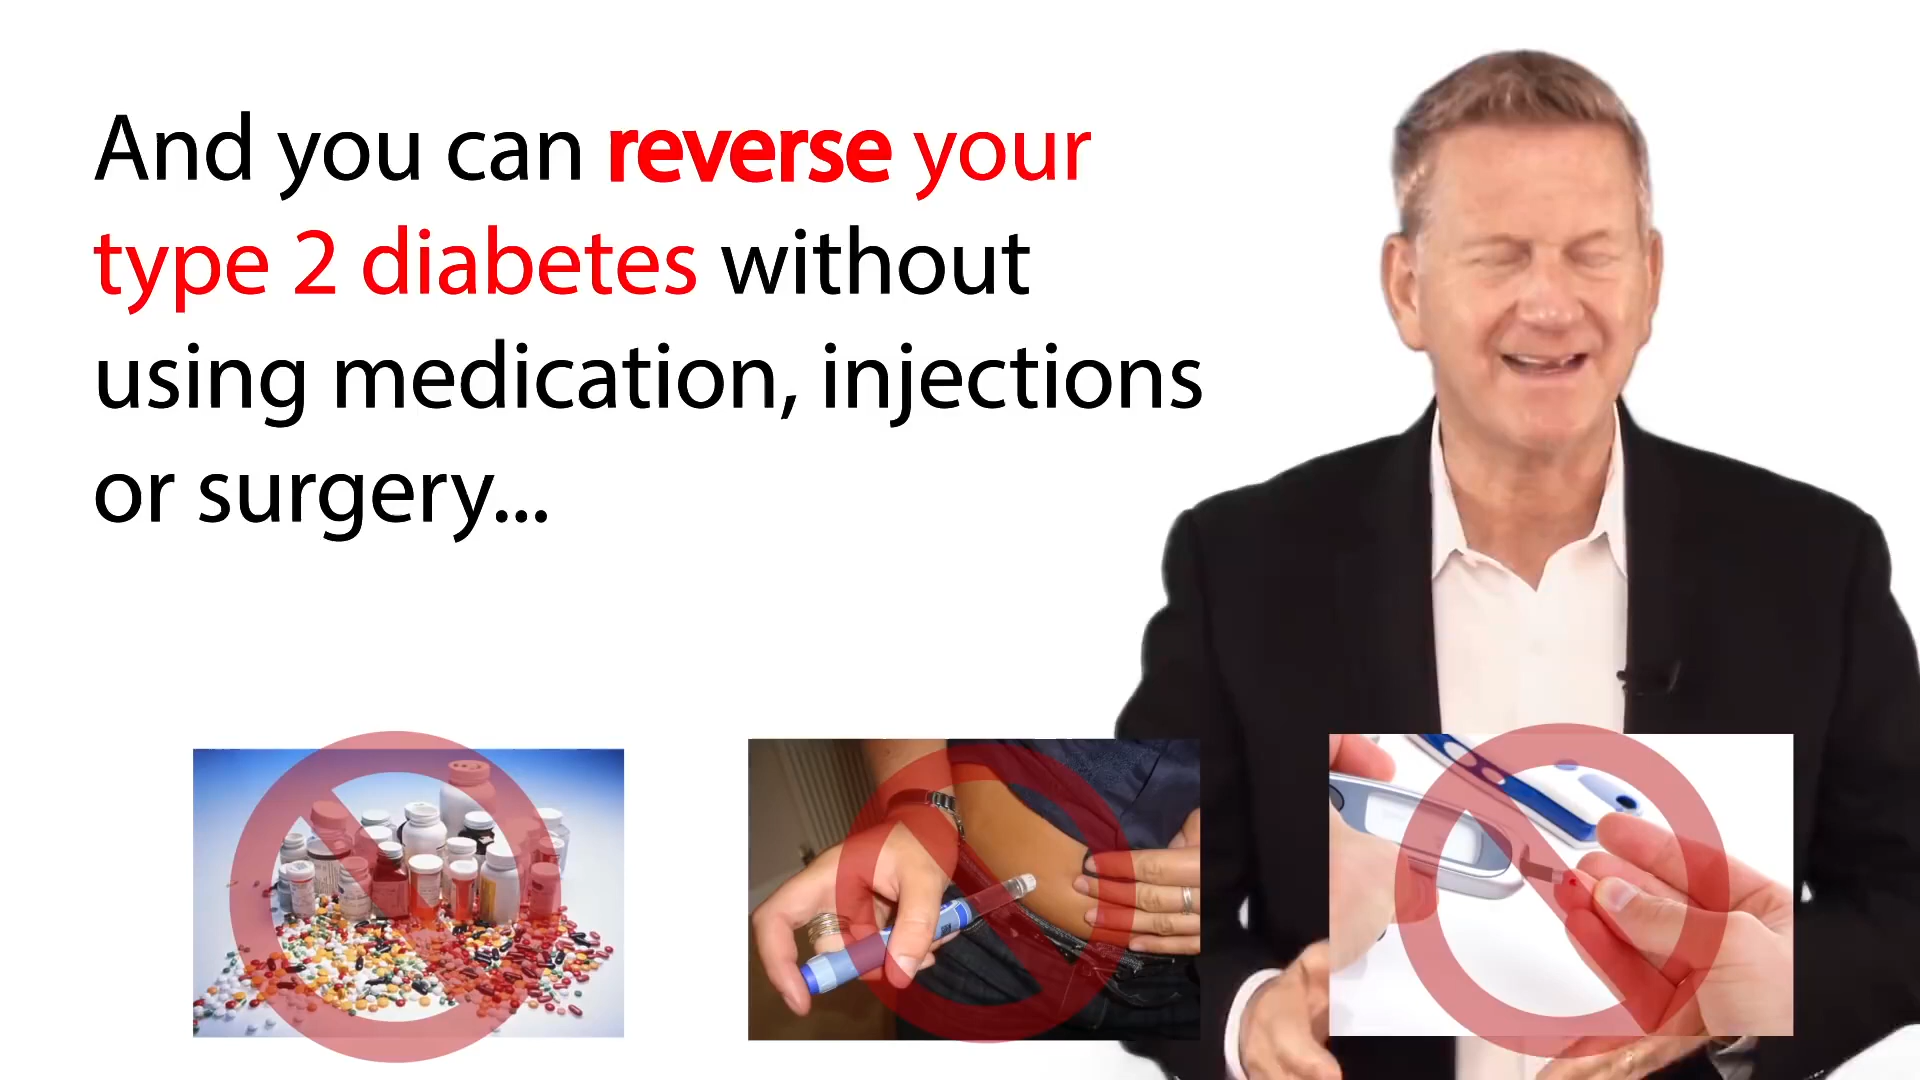 And you can reverse your
type 2 diabetes without
using medication, injections
or surgery...